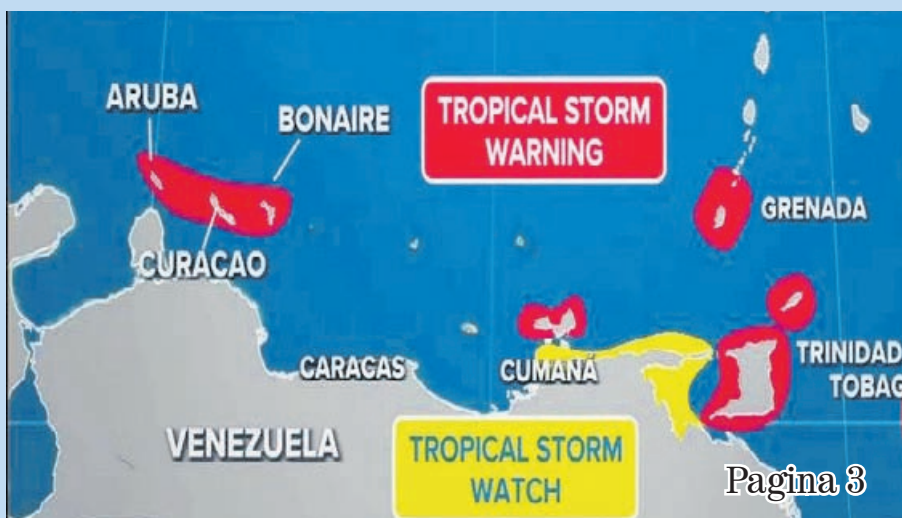 ARUBA
BONAIRE
TROPICAL STORM
WARNING
GRENADA
CURACAO
CARACAS
CUMANÁ
TRINIDAD
TOBAG
VENEZUELA
TROPICAL STORM
WATCH
Pagina 3